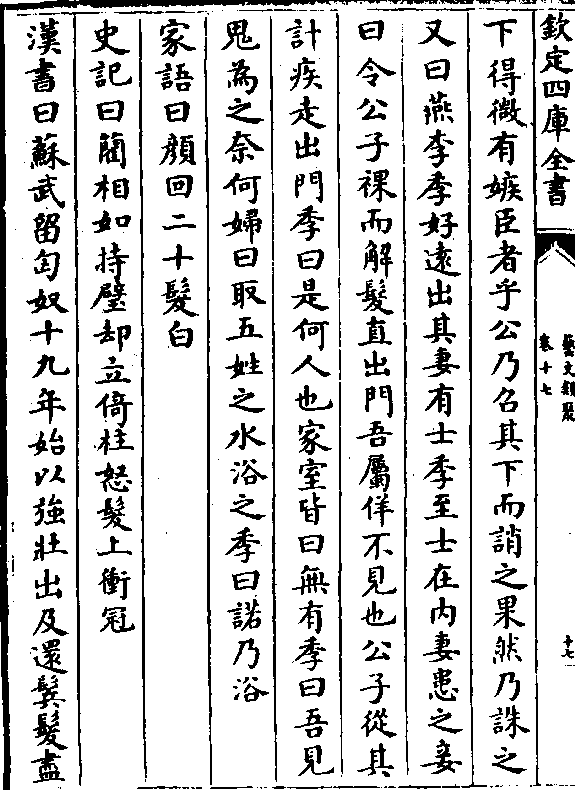 欽定四庫全書
藝文類聚
卷十七
十七
下得微有嫉臣者乎公乃召其下而誚之果然乃誅之
又曰燕李季好遠出其妻有士季至士在内妻患之妾
曰令公子裸而解髮直出門吾屬佯不見也公子從其
計疾走出門季曰是何人也家室皆曰無有季曰吾見
鬼為之奈何婦曰取五姓之水浴之季曰諾乃浴
家語曰顔回二十髮白
史記曰藺相如持璧却立倚柱怒髮上衝冠
漢書曰蘇武留匈奴十九年始以強壯出及還鬢髮盡